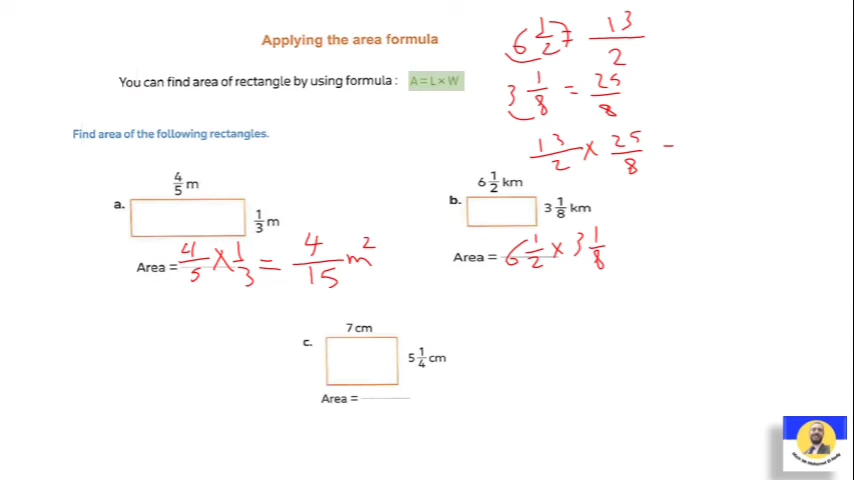 Applying the area formula
You can find area of rectangle by using formula : A = L × W
Find area of the following rectangles.
a.
4/5 m
1/3 m
Area = 4/5 × 1/3 = 4/15 m²
b.
6 1/2 km
3 1/8 km
Area = 6 1/2 × 3 1/8
6 1/2 = 13/2
3 1/8 = 25/8
13/2 × 25/8 =
c.
7 cm
5 1/4 cm
Area =